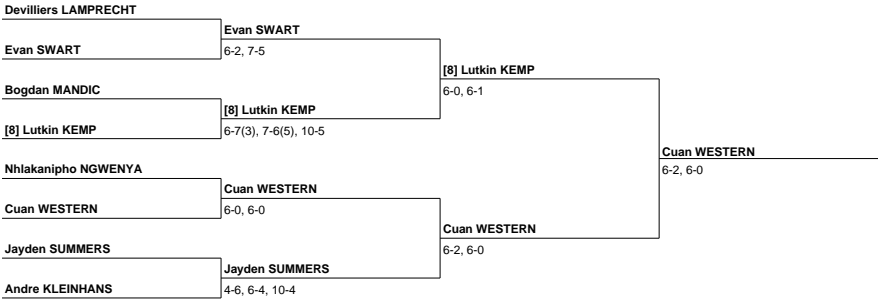 Devilliers LAMPRECHT
Evan SWART
Evan SWART
6-2, 7-5
[8] Lutkin KEMP
6-0, 6-1
Bogdan MANDIC
[8] Lutkin KEMP
[8] Lutkin KEMP
6-7(3), 7-6(5), 10-5
Cuan WESTERN
6-2, 6-0
Nhlakanipho NGWENYA
Cuan WESTERN
Cuan WESTERN
6-0, 6-0
Cuan WESTERN
6-2, 6-0
Jayden SUMMERS
Jayden SUMMERS
Andre KLEINHANS
4-6, 6-4, 10-4